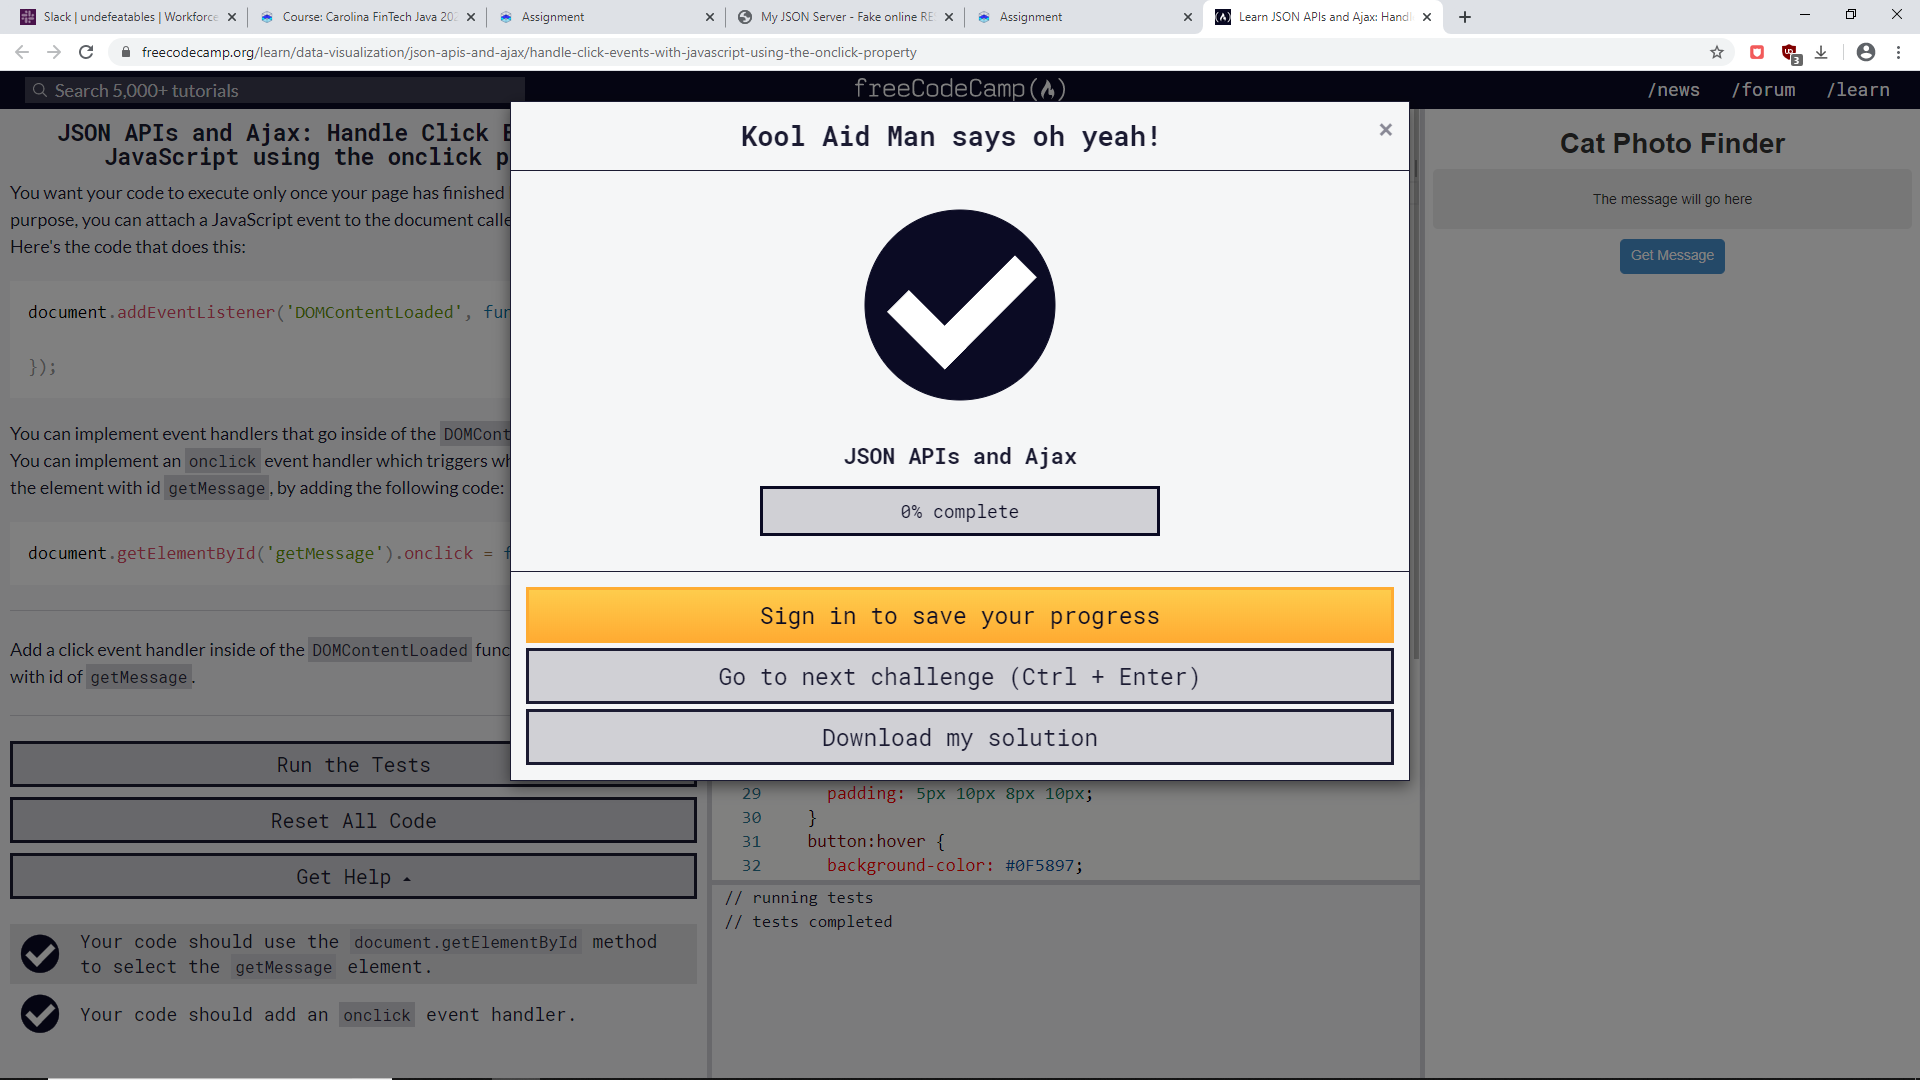 Slack | undefeatables | Workforce
Course: Carolina FinTech Java 202
Assignment
My JSON Server - Fake online RE
Assignment
Learn JSON APIs and Ajax: Handl
freecodecamp.org/learn/data-visualization/json-apis-and-ajax/handle-click-events-with-javascript-using-the-onclick-property
3
Search 5,000+ tutorials
freeCodeCamp
/news
/forum
/learn
JSON APIs and Ajax: Handle Click E
JavaScript using the onclick p
You want your code to execute only once your page has finished
purpose, you can attach a JavaScript event to the document calle
Here's the code that does this:
document.addEventListener('DOMContentLoaded', fun
});
You can implement event handlers that go inside of the DOMCont
You can implement an onclick event handler which triggers wh
the element with id getMessage, by adding the following code:
document.getElementById('getMessage').onclick = f
Add a click event handler inside of the DOMContentLoaded func
with id of getMessage.
Run the Tests
Reset All Code
Get Help
Your code should use the document.getElementById method
to select the getMessage element.
Your code should add an onclick event handler.
Kool Aid Man says oh yeah!
×
JSON APIs and Ajax
0% complete
Sign in to save your progress
Go to next challenge (Ctrl + Enter)
Download my solution
29 padding: 5px 10px 8px 10px;
30 }
31 button:hover {
32 background-color: #0F5897;
// running tests
// tests completed
Cat Photo Finder
The message will go here
Get Message